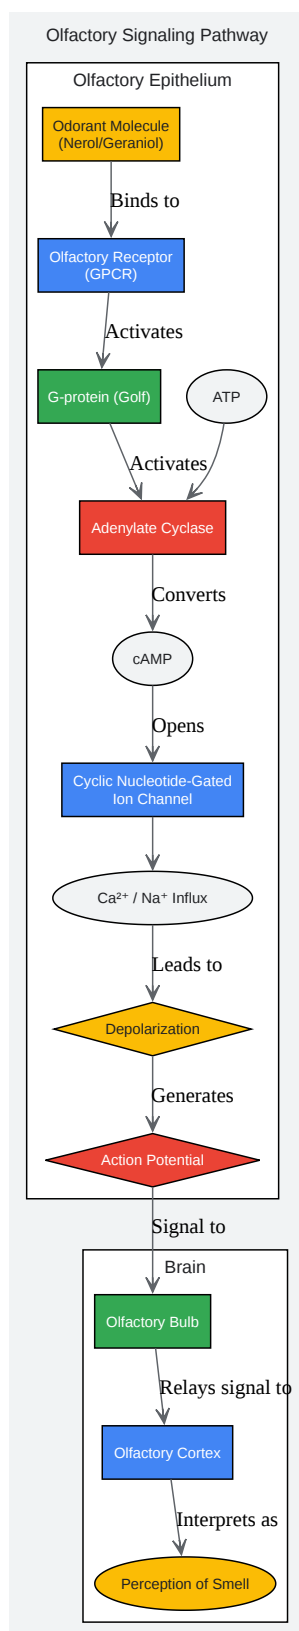 Olfactory Signaling Pathway
Olfactory Epithelium
Odorant Molecule
(Nerol/Geraniol)
Binds to
Olfactory Receptor
(GPCR)
Activates
G-protein (Golf)
ATP
Activates
Adenylate Cyclase
Converts
cAMP
Opens
Cyclic Nucleotide-Gated
Ion Channel
Ca²⁺ / Na⁺ Influx
Leads to
Depolarization
Generates
Action Potential
Signal to
Brain
Olfactory Bulb
Relays signal to
Olfactory Cortex
Interprets as
Perception of Smell